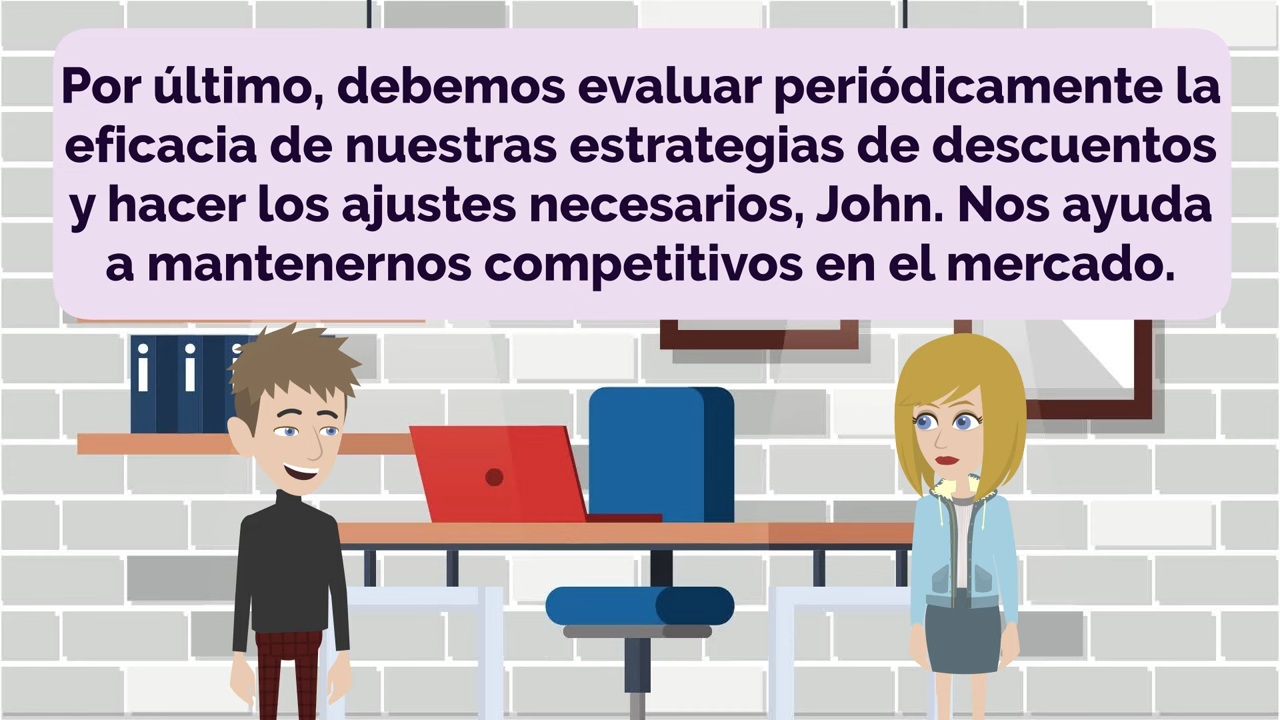 Por último, debemos evaluar periódicamente la
eficacia de nuestras estrategias de descuentos
y hacer los ajustes necesarios, John. Nos ayuda
a mantenernos competitivos en el mercado.